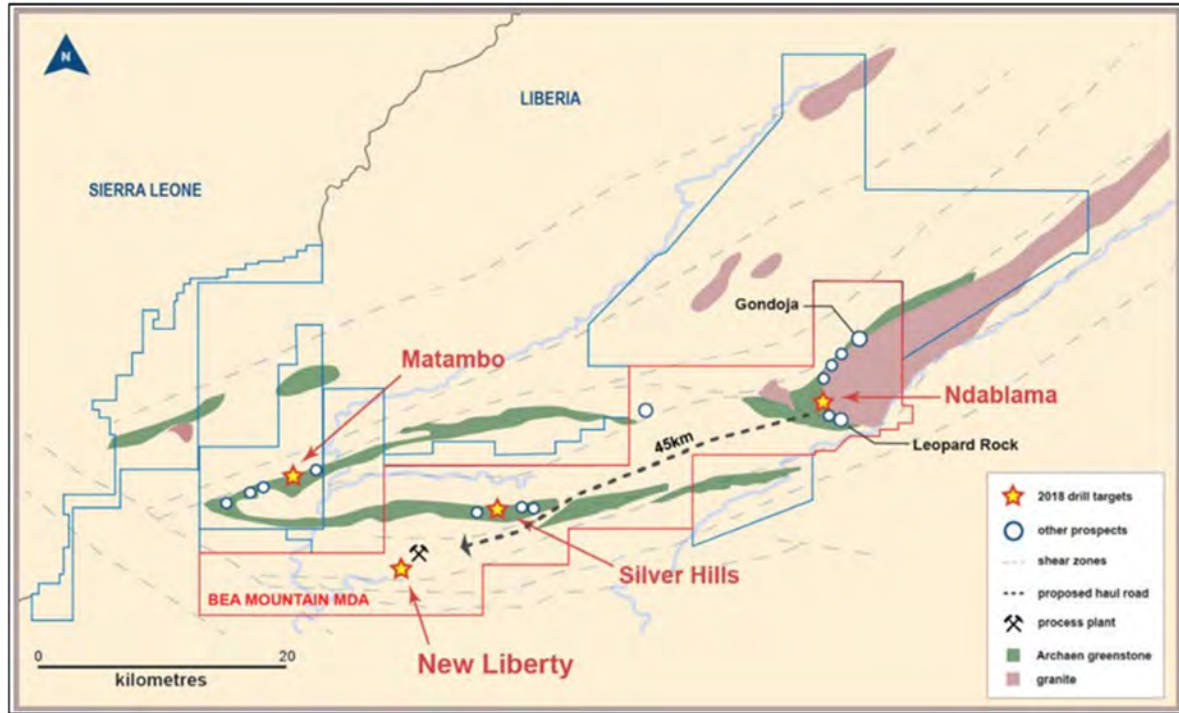 N
LIBERIA
SIERRA LEONE
Gondoja
Matambo
Ndablama
45km
Leopard Rock
Silver Hills
BEA MOUNTAIN MDA
New Liberty
0 20
kilometres
2018 drill targets
other prospects
shear zones
proposed haul road
process plant
Archaen greenstone
granite